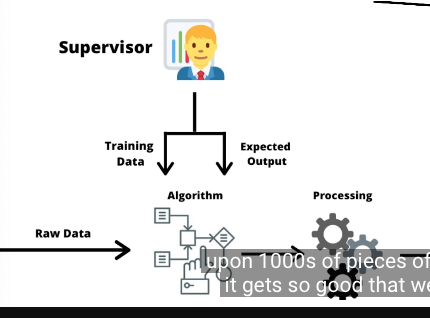 Supervisor
Training
Data
Expected
Output
Algorithm
Processing
Raw Data
upon 1000s of pieces of
it gets so good that we